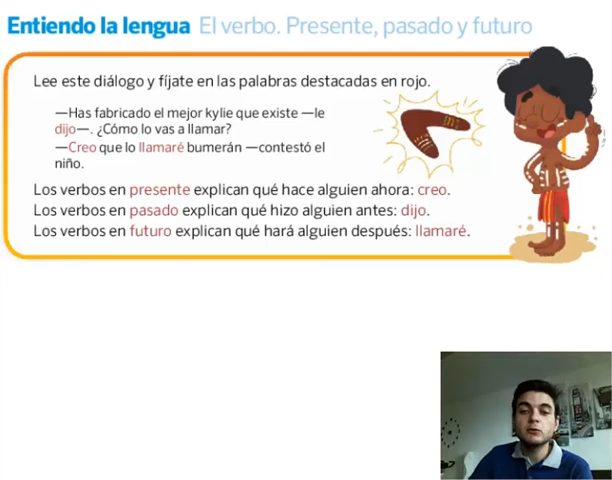 Entiendo la lengua El verbo. Presente, pasado y futuro
Lee este diálogo y fíjate en las palabras destacadas en rojo.
—Has fabricado el mejor kylie que existe —le
dijo—. ¿Cómo lo vas a llamar?
—Creo que lo llamaré bumerán —contestó el
niño.
Los verbos en presente explican qué hace alguien ahora: creo.
Los verbos en pasado explican qué hizo alguien antes: dijo.
Los verbos en futuro explican qué hará alguien después: llamaré.